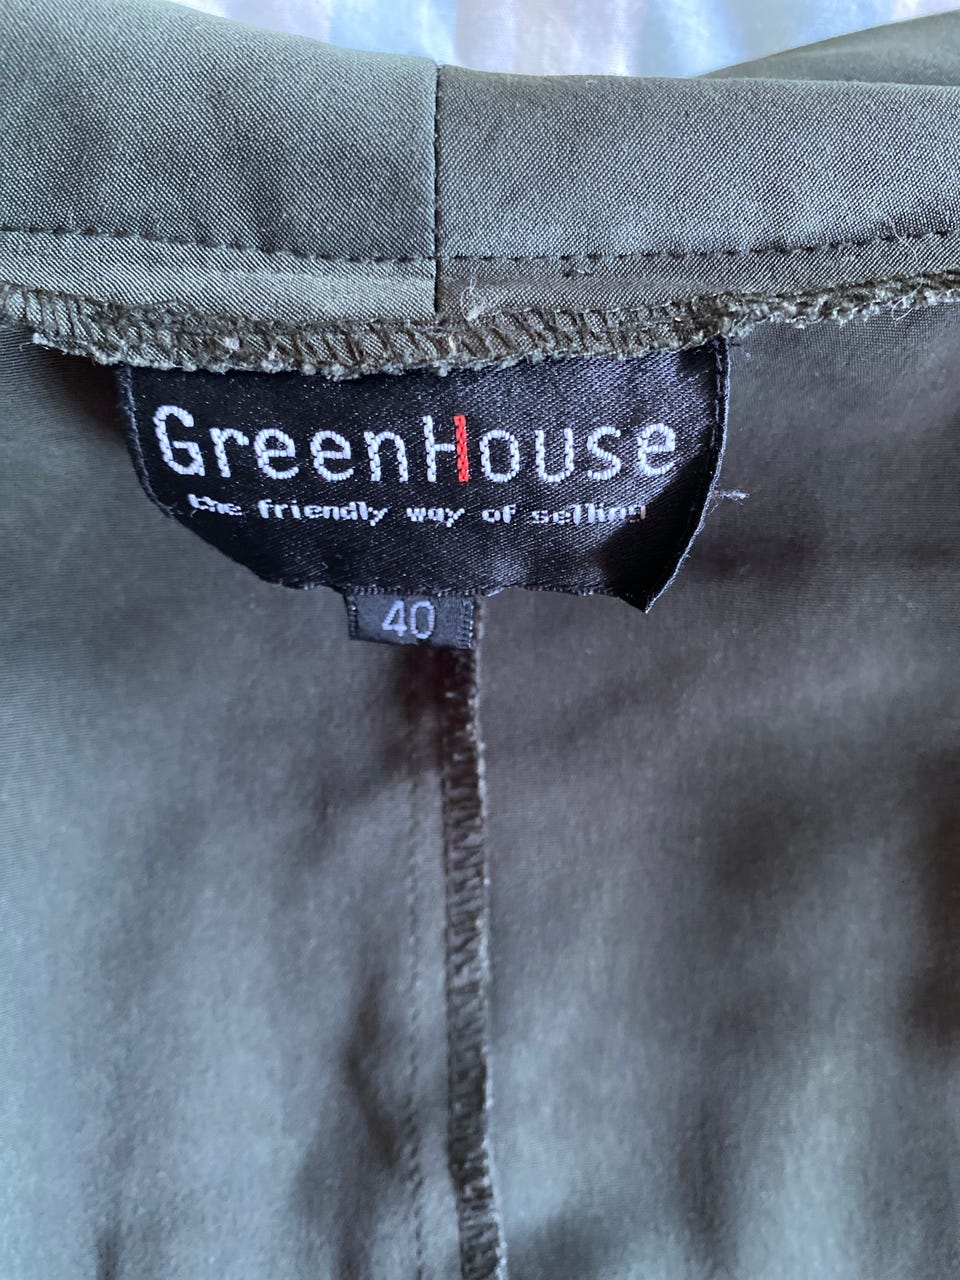 GreenHouse
the friendly way of selling
40